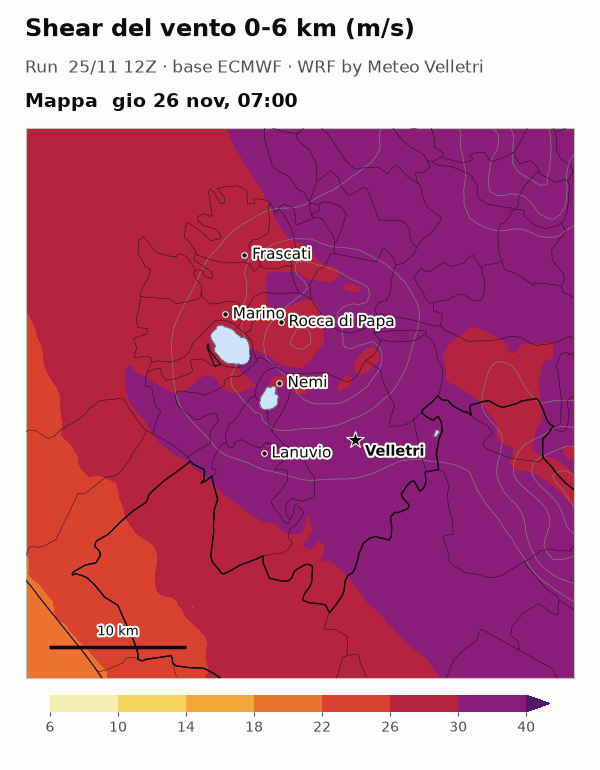 Shear del vento 0-6 km (m/s)
Run  25/11 12Z · base ECMWF · WRF by Meteo Velletri
Mappa  gio 26 nov, 07:00
Frascati
Marino
Rocca di Papa
Nemi
Velletri
Lanuvio
10 km
6 10 14 18 22 26 30 40